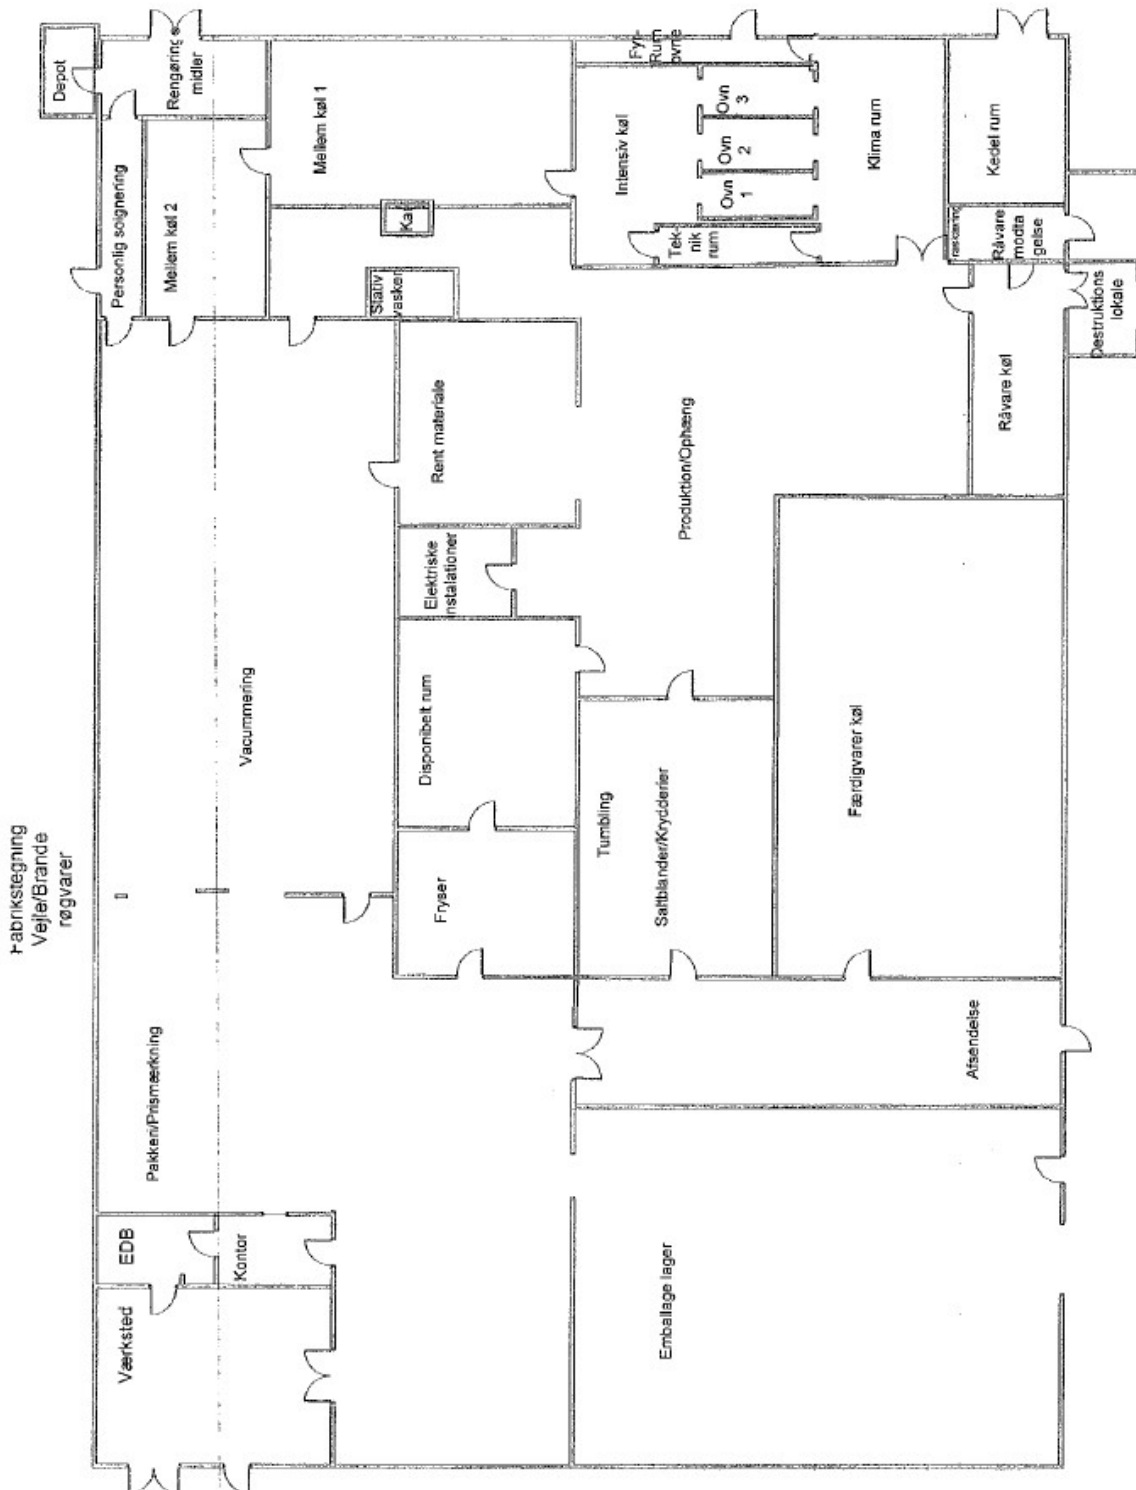 Fabrikstegning
Vejle/Brande
røgvarer
Værksted
EDB
Kontor
Pakkeri/Prismærkning
Vacummering
Personlig soignering
Depot
Rengørings
midler
Mellem køl 2
Mellem køl 1
Kar
Stativ
vasker
Rent materiale
Elektriske
nstalationer
Disponibelt rum
Fryser
Fyr
Rum
ovne
Intensiv køl
Ovn
1
Ovn
2
Ovn
3
Tek-
nik
rum
Klima rum
Kedel rum
Råvare
modta
gelse
Destruktions
lokale
Råvare køl
Produktion/Ophæng
Tumbling
Saltblander/Krydderier
Færdigvarer køl
Afsendelse
Emballage lager